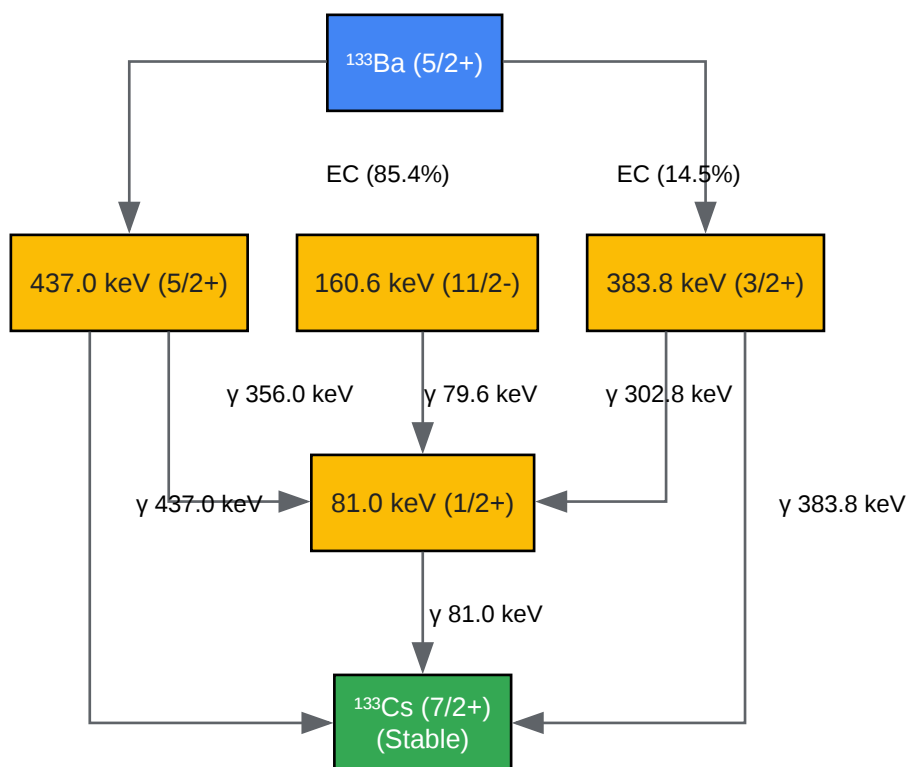 ¹³³Ba (5/2+)
EC (85.4%)
EC (14.5%)
437.0 keV (5/2+)
160.6 keV (11/2-)
383.8 keV (3/2+)
γ 356.0 keV
γ 79.6 keV
γ 302.8 keV
γ 437.0 keV
81.0 keV (1/2+)
γ 383.8 keV
γ 81.0 keV
¹³³Cs (7/2+)
(Stable)